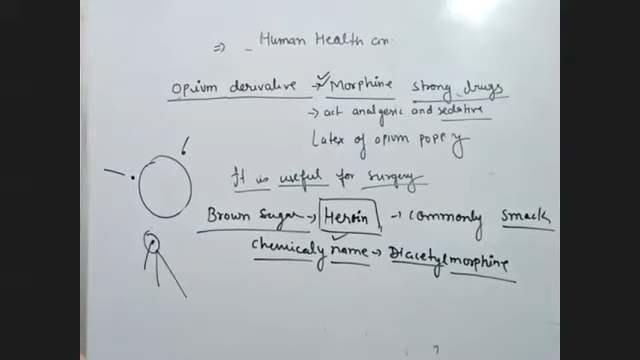 ⇒ Human Health an
Opium derivative → Morphine strong drugs
→ act analgesic and sedative
Latex of opium poppy
It is useful for surgery
Brown Sugar → Heroin → commonly smack
chemicaly name → Diacetylmorphine